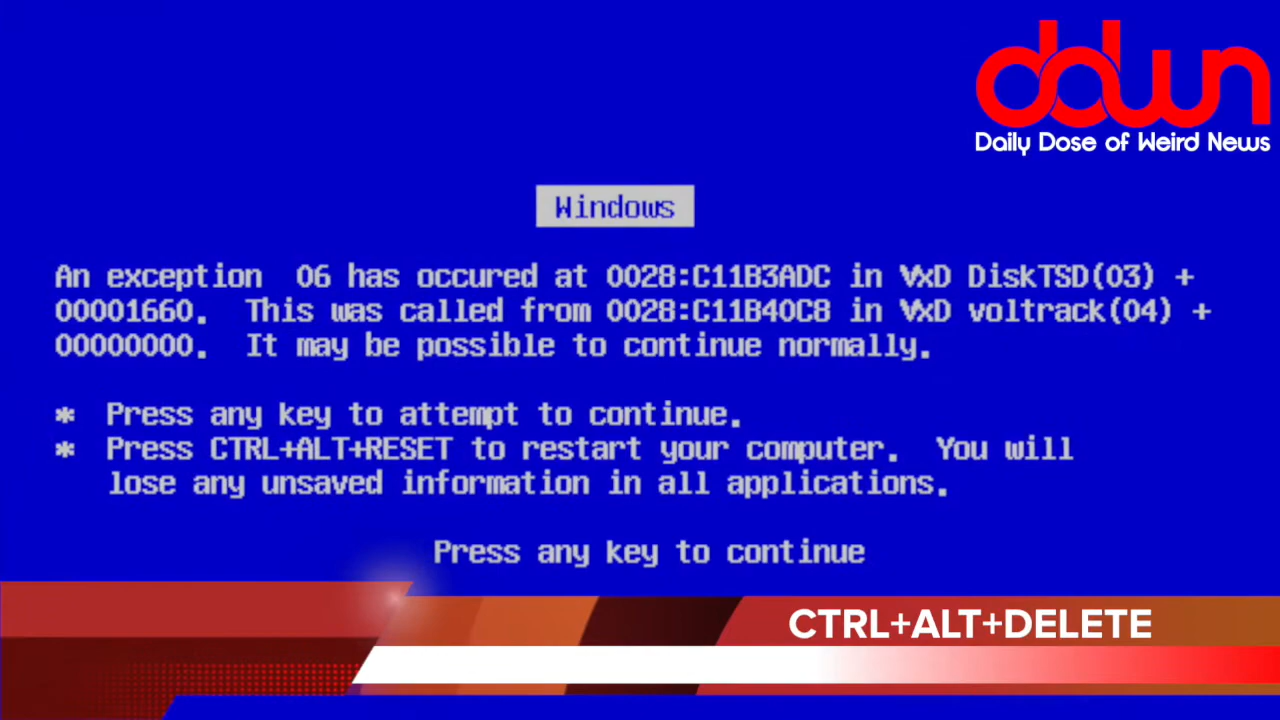 down
Daily Dose of Weird News
Windows
An exception 06 has occured at 0028:C11B3ADC in VxD DiskTSD(03) +
00001660. This was called from 0028:C11B40C8 in VxD voltrack(04) +
00000000. It may be possible to continue normally.
* Press any key to attempt to continue.
* Press CTRL+ALT+RESET to restart your computer. You will
lose any unsaved information in all applications.
Press any key to continue
CTRL+ALT+DELETE